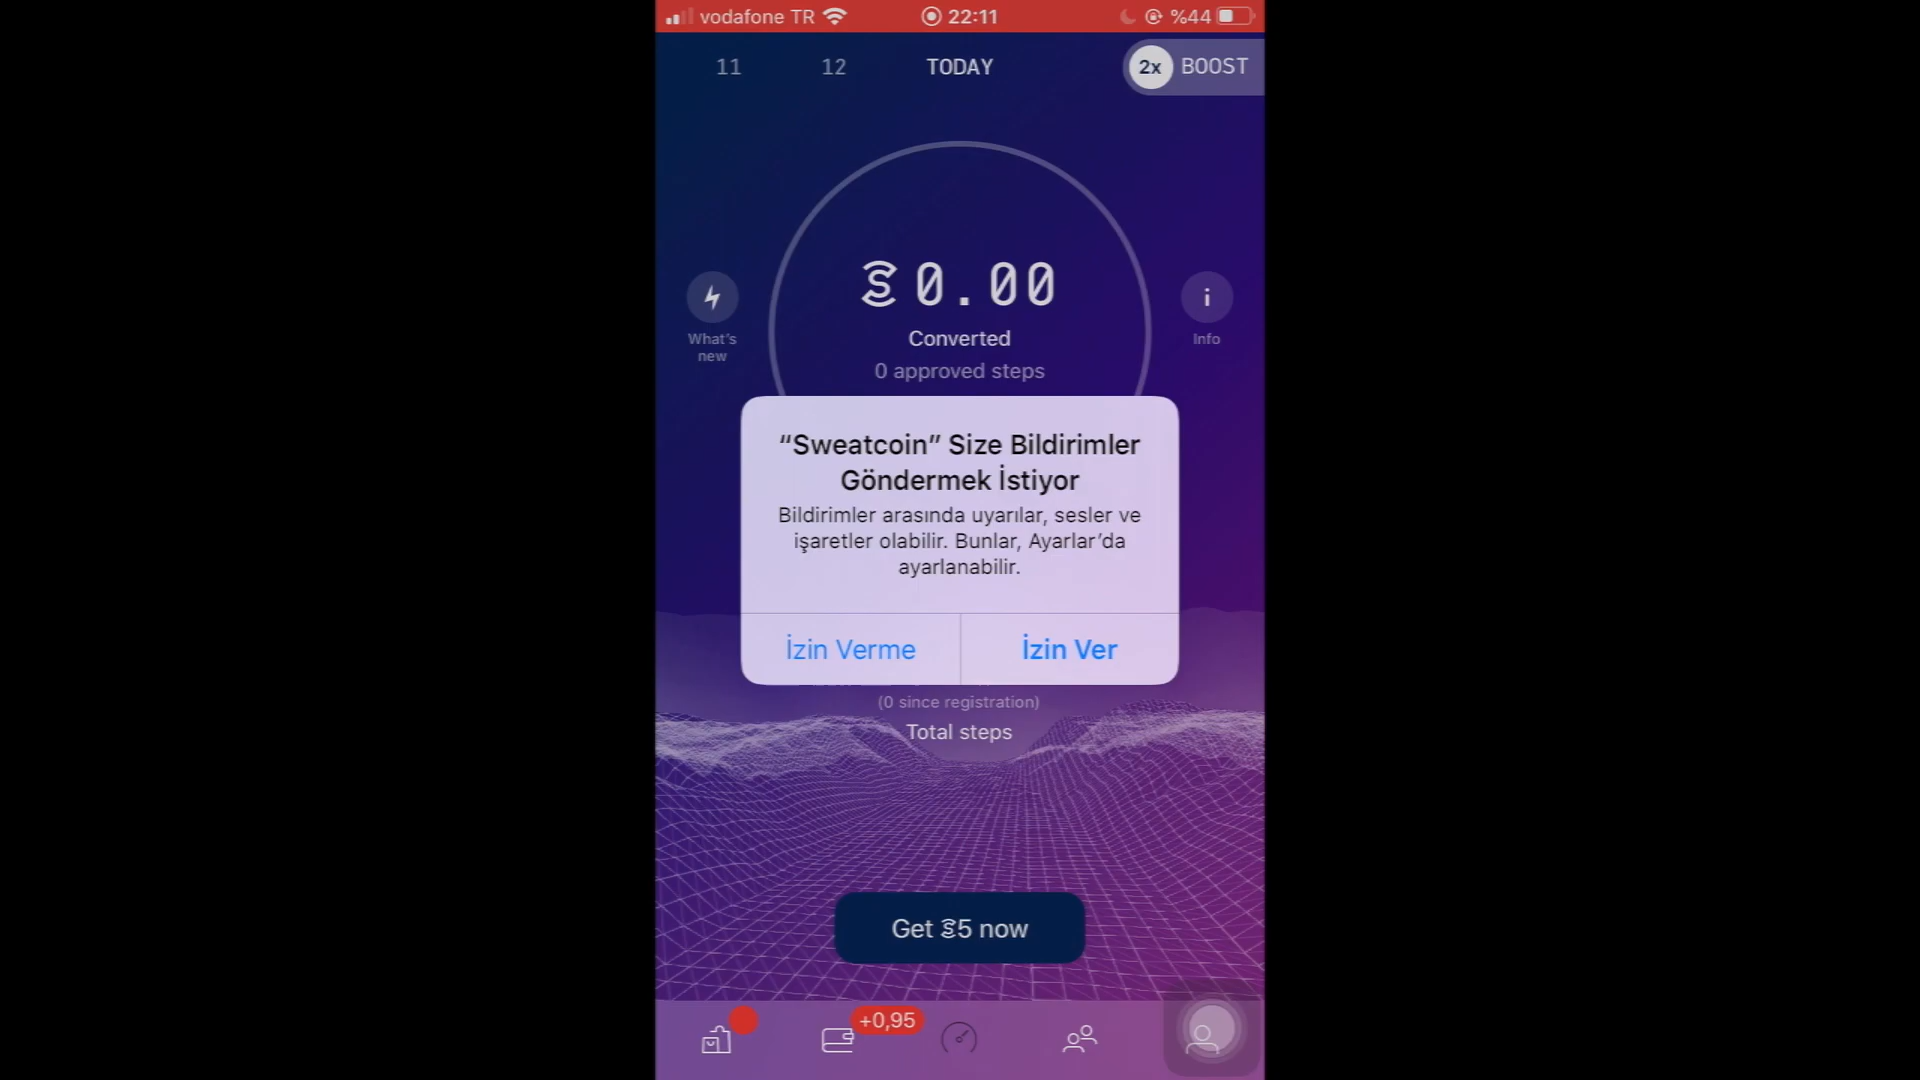 vodafone TR 22:11 %44
11 12 TODAY 2x BOOST
0.00
Converted
0 approved steps
What's
new
Info
“Sweatcoin” Size Bildirimler
Göndermek İstiyor
Bildirimler arasında uyarılar, sesler ve
işaretler olabilir. Bunlar, Ayarlar’da
ayarlanabilir.
İzin Verme İzin Ver
(0 since registration)
Total steps
Get S5 now
+0,95